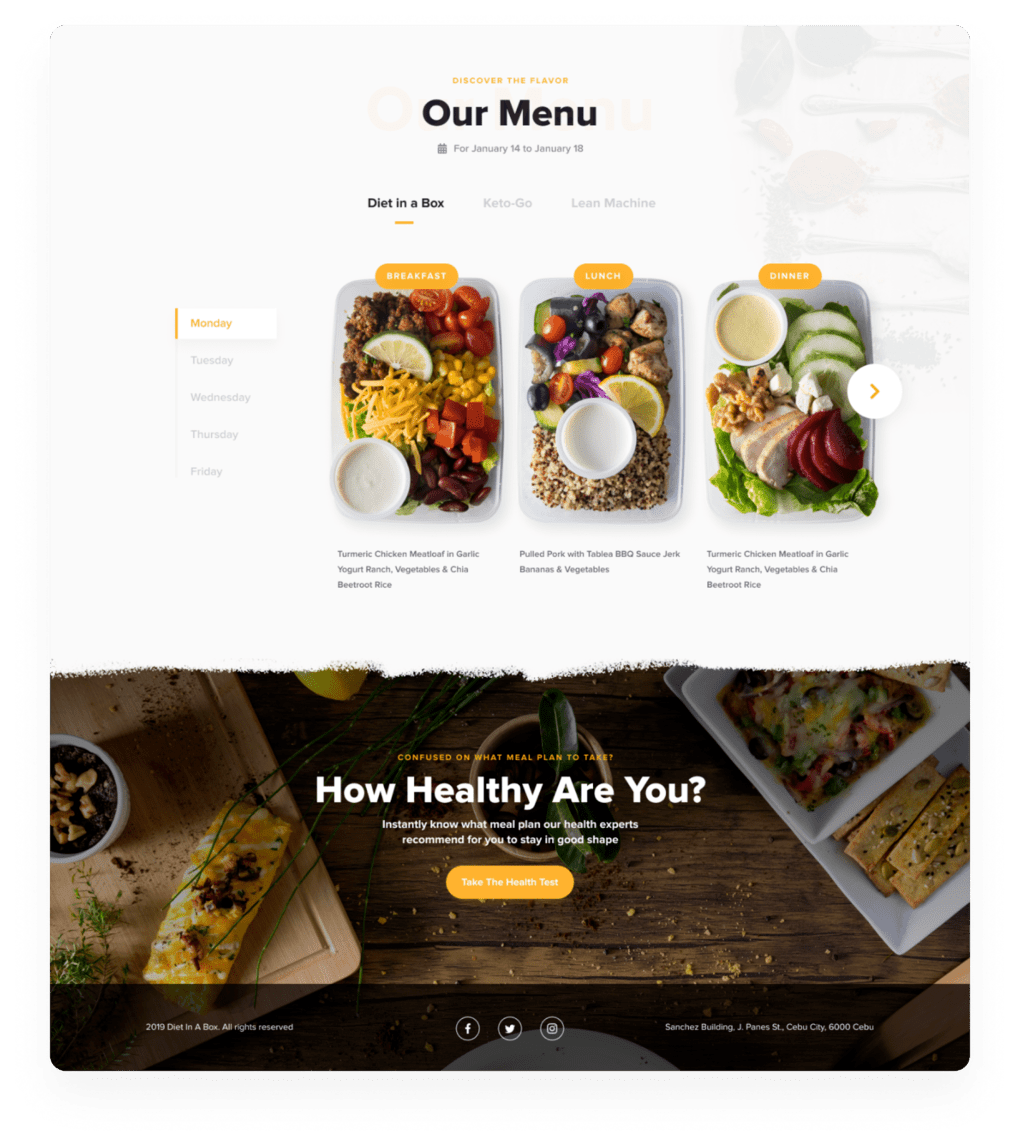 DISCOVER THE FLAVOR
Our Menu
Our Menu
For January 14 to January 18
Diet in a Box
Keto-Go
Lean Machine
BREAKFAST
LUNCH
DINNER
Monday
Tuesday
Wednesday
Thursday
Friday
Turmeric Chicken Meatloaf in Garlic
Yogurt Ranch, Vegetables & Chia
Beetroot Rice
Pulled Pork with Tablea BBQ Sauce Jerk
Bananas & Vegetables
Turmeric Chicken Meatloaf in Garlic
Yogurt Ranch, Vegetables & Chia
Beetroot Rice
CONFUSED ON WHAT MEAL PLAN TO TAKE?
How Healthy Are You?
Instantly know what meal plan our health experts
recommend for you to stay in good shape
Take The Health Test
2019 Diet In A Box. All rights reserved
Sanchez Building, J. Panes St., Cebu City, 6000 Cebu